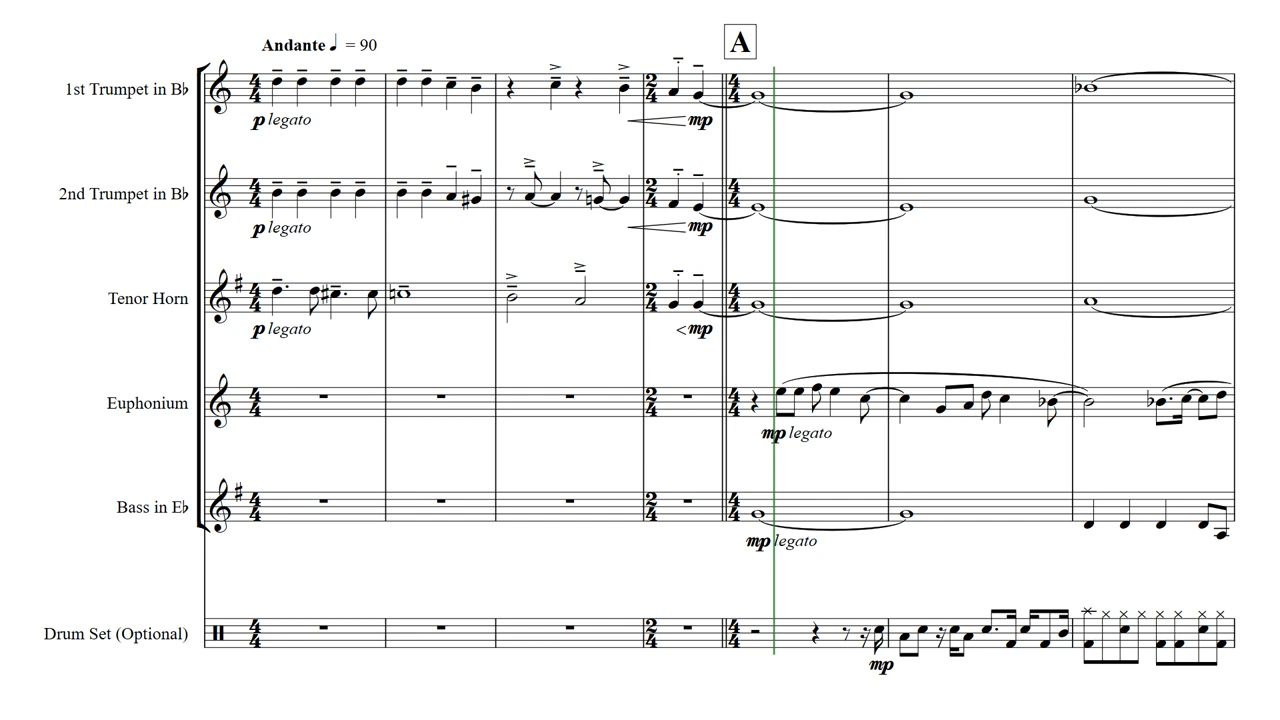 Andante ♩ = 90
A
1st Trumpet in B♭
p legato
mp
2nd Trumpet in B♭
p legato
mp
Tenor Horn
p legato
mp
Euphonium
mp legato
Bass in E♭
mp legato
Drum Set (Optional)
mp